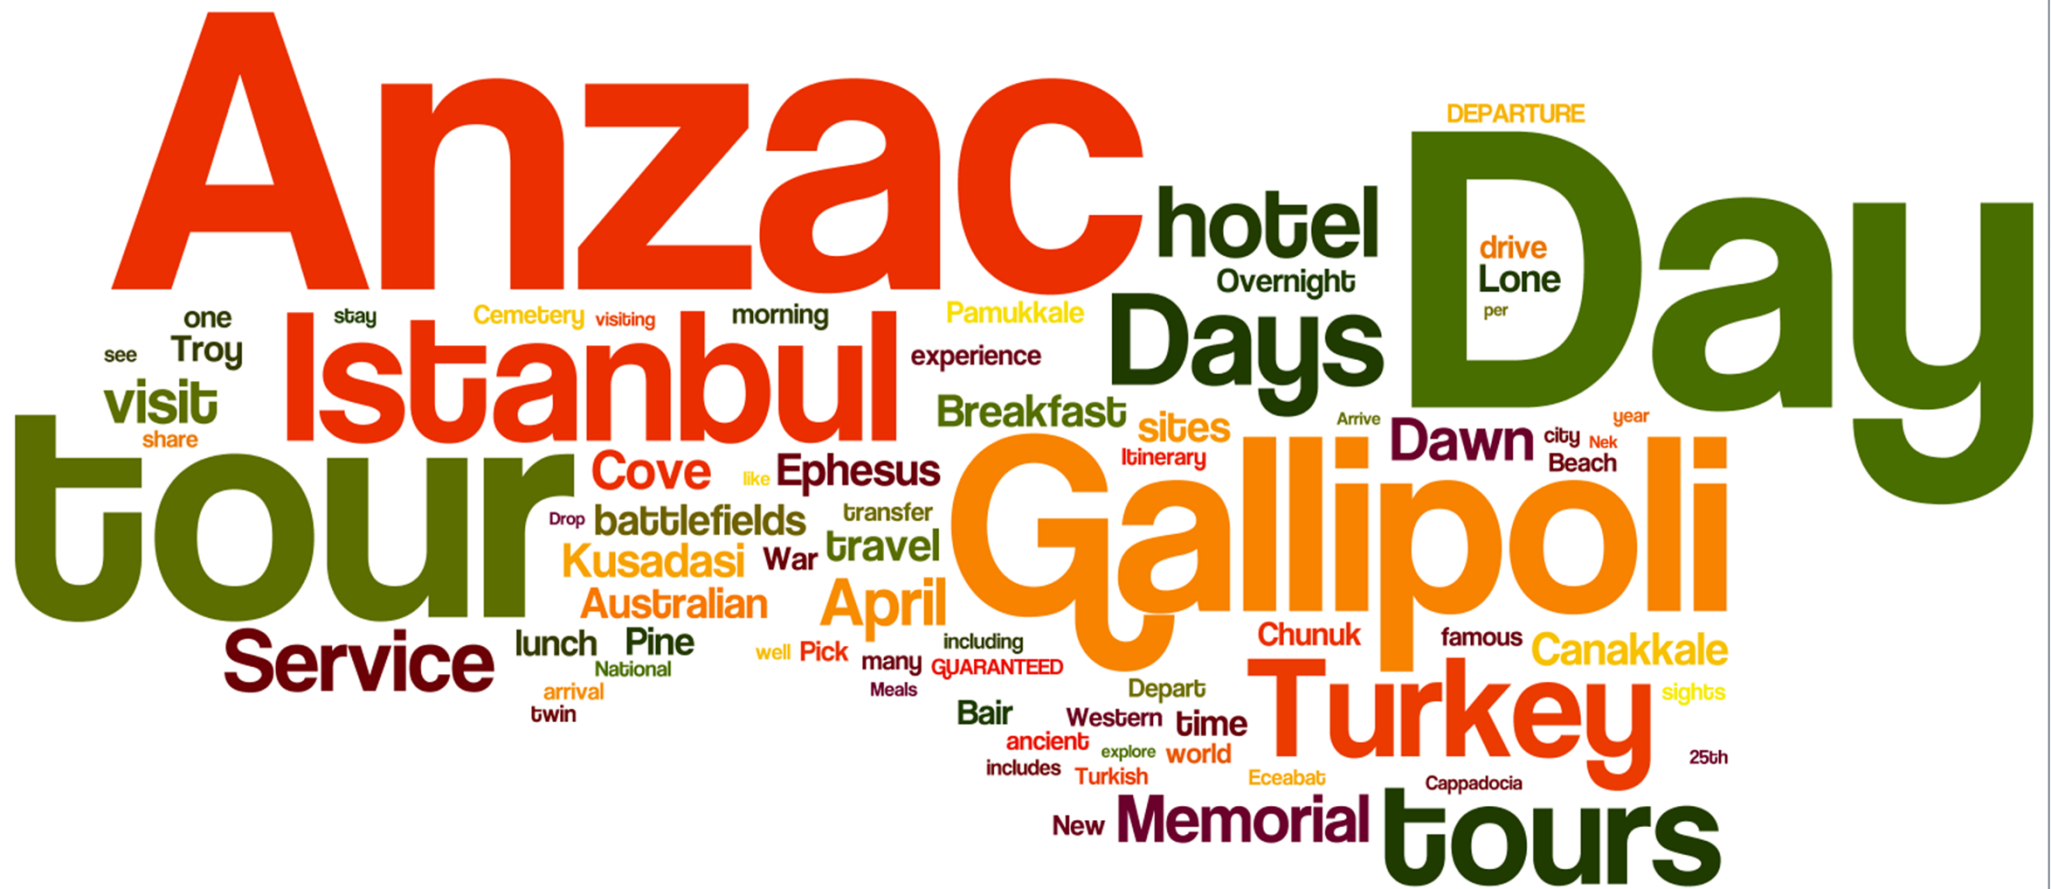 Anzac
DEPARTURE
Day
hotel
drive
Lone
per
Overnight
Days
one
stay
Cemetery
visiting
morning
Pamukkale
see
Troy
Istanbul
experience
visit
share
Breakfast
sites
Itinerary
Arrive
Dawn
city
Nek
year
Beach
tour
Cove
like
Ephesus
Gallipoli
Drop
battlefields
transfer
Kusadasi
War
travel
Australian
April
Service
lunch
Pine
National
arrival
twin
well
Pick
many
including
GUARANTEED
Meals
Chunuk
famous
Canakkale
Turkey
sights
Depart
Bair
Western
time
ancient
explore
world
includes
Turkish
Eceabat
25th
Cappadocia
New
Memorial
tours